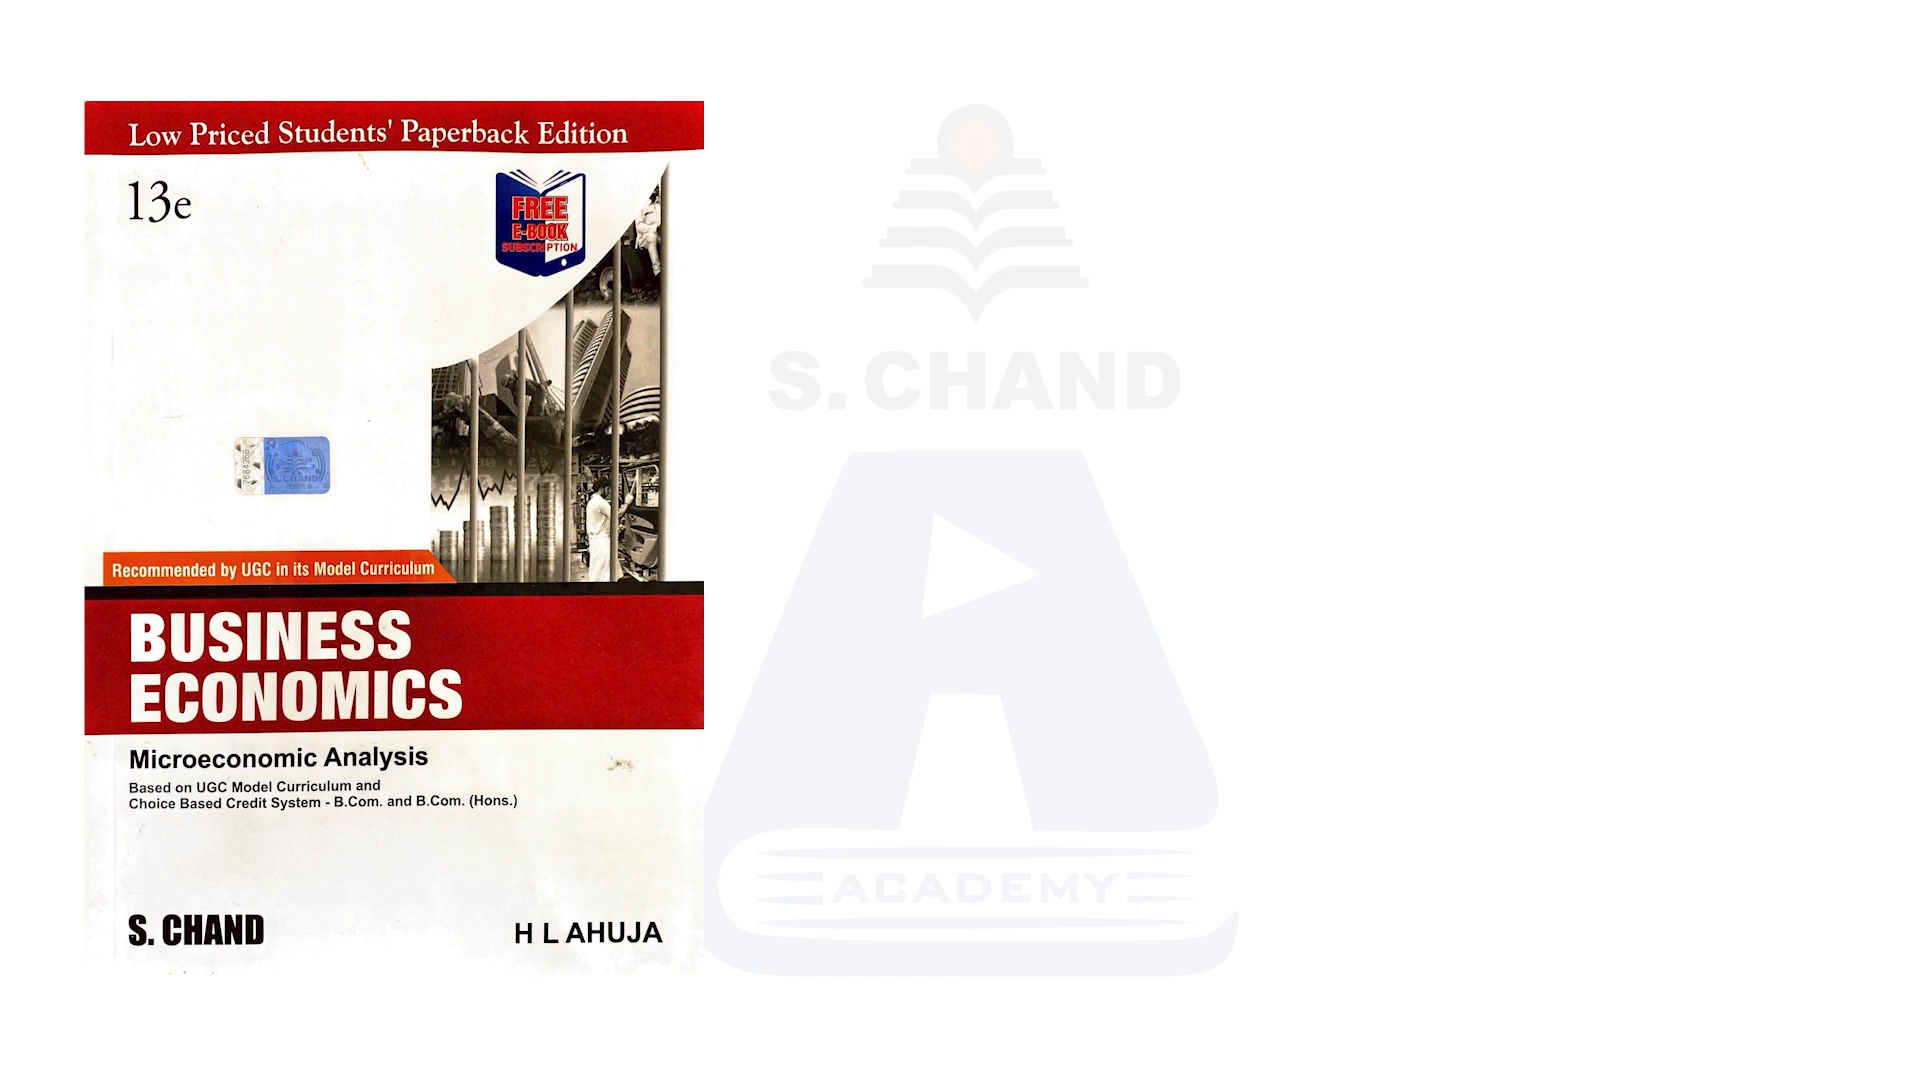 Low Priced Students' Paperback Edition
13e
FREE
E-BOOK
SUBSCRIPTION
7684266
S.CHAND
Recommended by UGC in its Model Curriculum
BUSINESS
ECONOMICS
Microeconomic Analysis
Based on UGC Model Curriculum and
Choice Based Credit System - B.Com. and B.Com. (Hons.)
S. CHAND
H L AHUJA
S. CHAND
ACADEMY